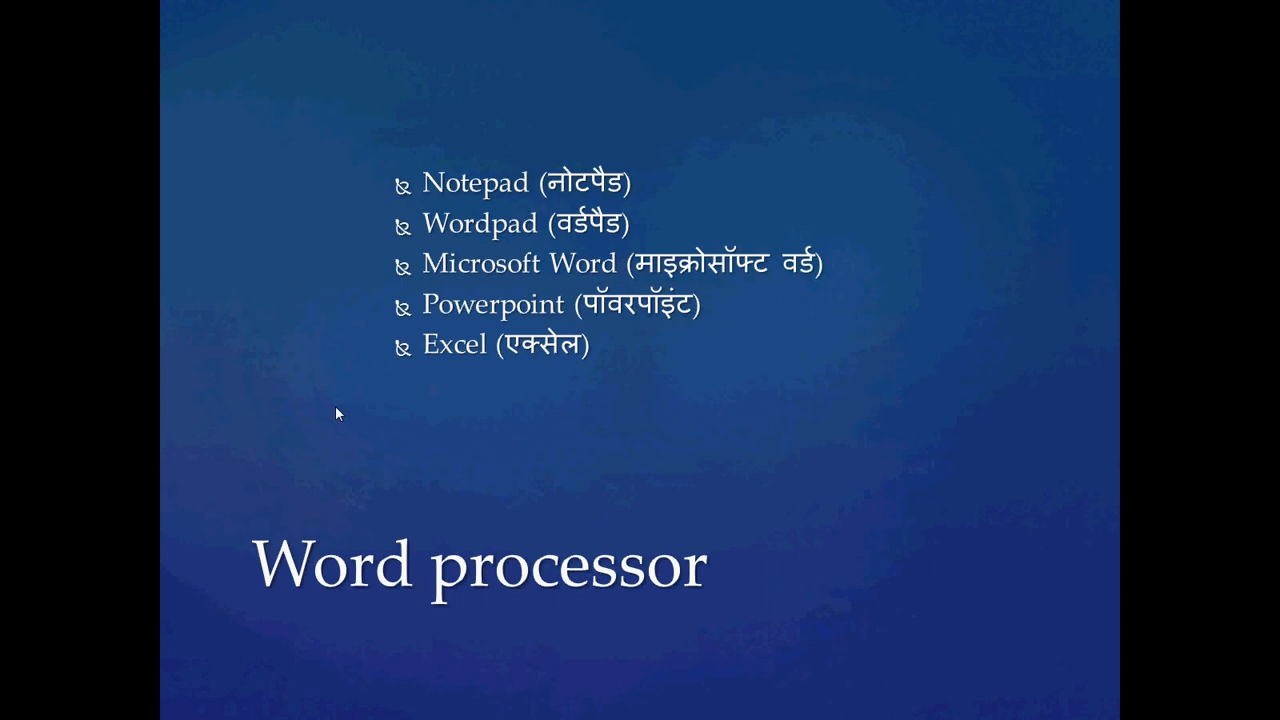 Notepad (नोटपैड)
Wordpad (वर्डपैड)
Microsoft Word (माइक्रोसॉफ्ट वर्ड)
Powerpoint (पॉवरपॉइंट)
Excel (एक्सेल)
Word processor